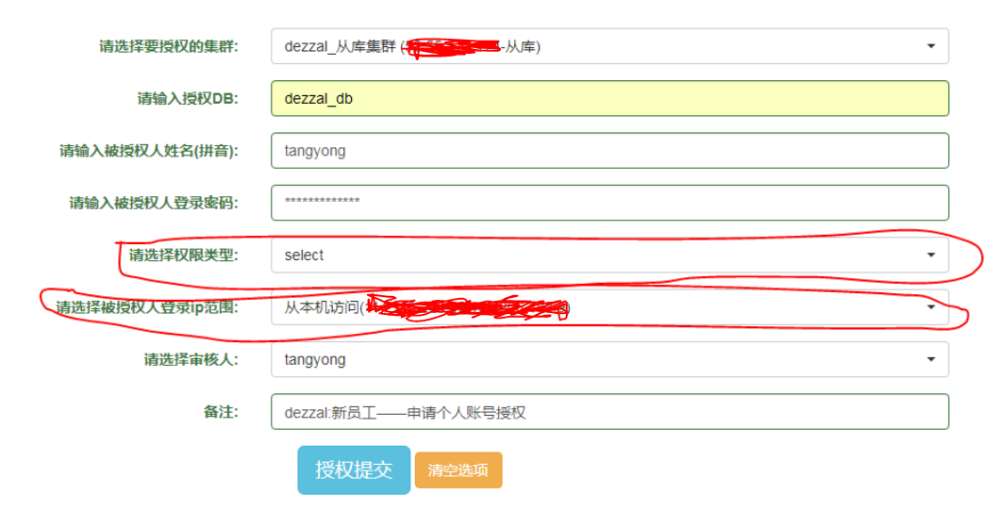 请选择要授权的集群: dezzal_从库集群 ( -从库)
请输入授权DB: dezzal_db
请输入被授权人姓名(拼音): tangyong
请输入被授权人登录密码: *************
请选择权限类型: select
请选择被授权人登录ip范围: 从本机访问( )
请选择审核人: tangyong
备注: dezzal:新员工——申请个人账号授权
授权提交 清空选项